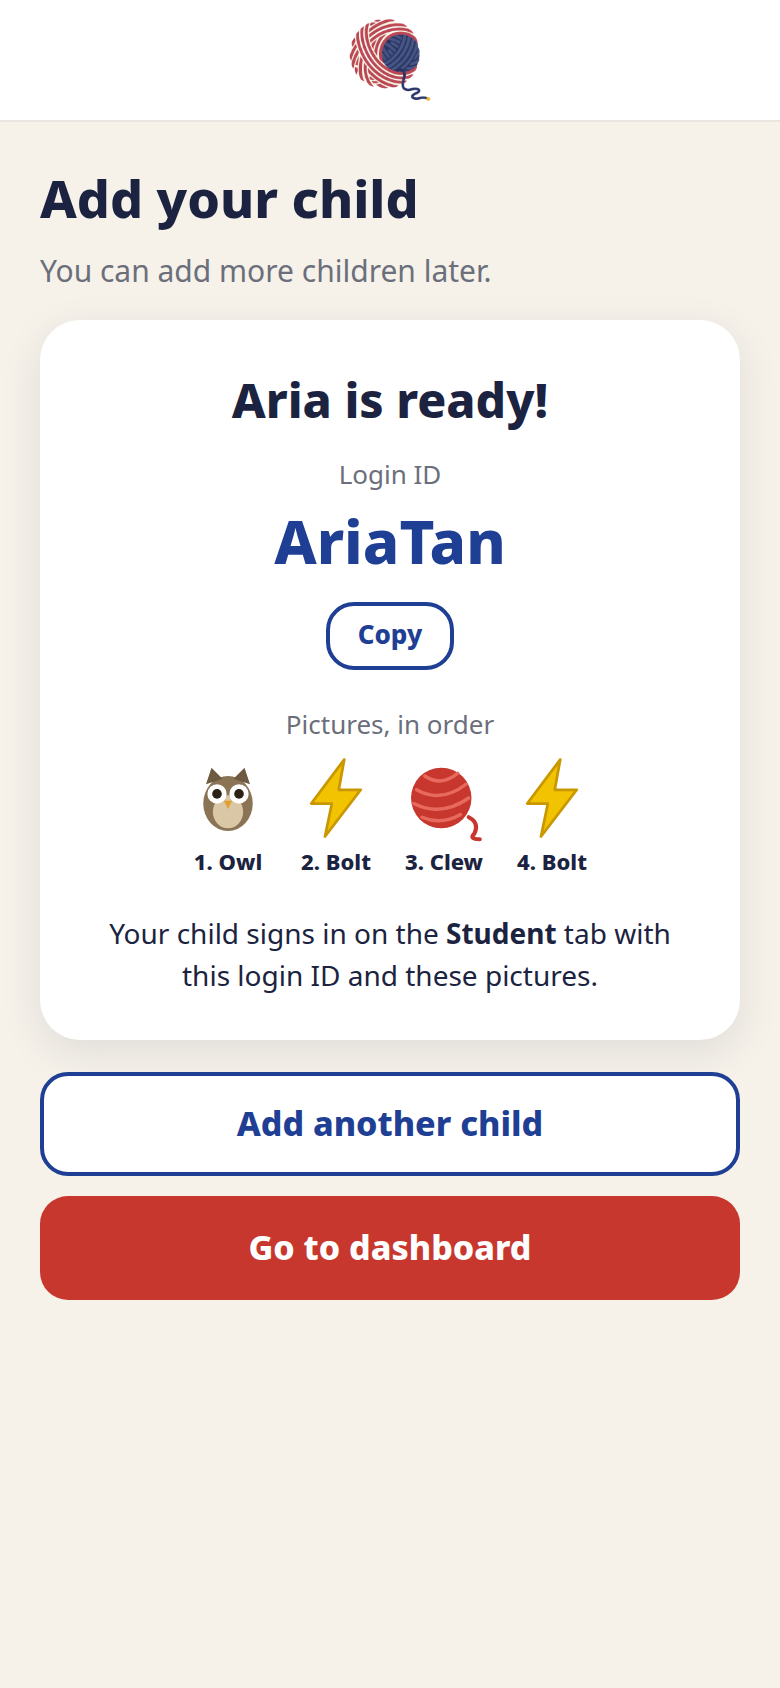 Add your child
You can add more children later.
Aria is ready!
Login ID
AriaTan
Copy
Pictures, in order
1. Owl
2. Bolt
3. Clew
4. Bolt
Your child signs in on the Student tab with
this login ID and these pictures.
Add another child
Go to dashboard